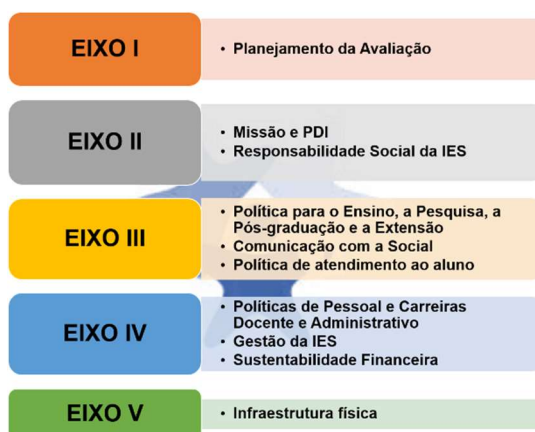 EIXO I
• Planejamento da Avaliação
EIXO II
• Missão e PDI
• Responsabilidade Social da IES
EIXO III
• Política para o Ensino, a Pesquisa, a
Pós-graduação e a Extensão
• Comunicação com a Social
• Política de atendimento ao aluno
EIXO IV
• Políticas de Pessoal e Carreiras
Docente e Administrativo
• Gestão da IES
• Sustentabilidade Financeira
EIXO V
• Infraestrutura física